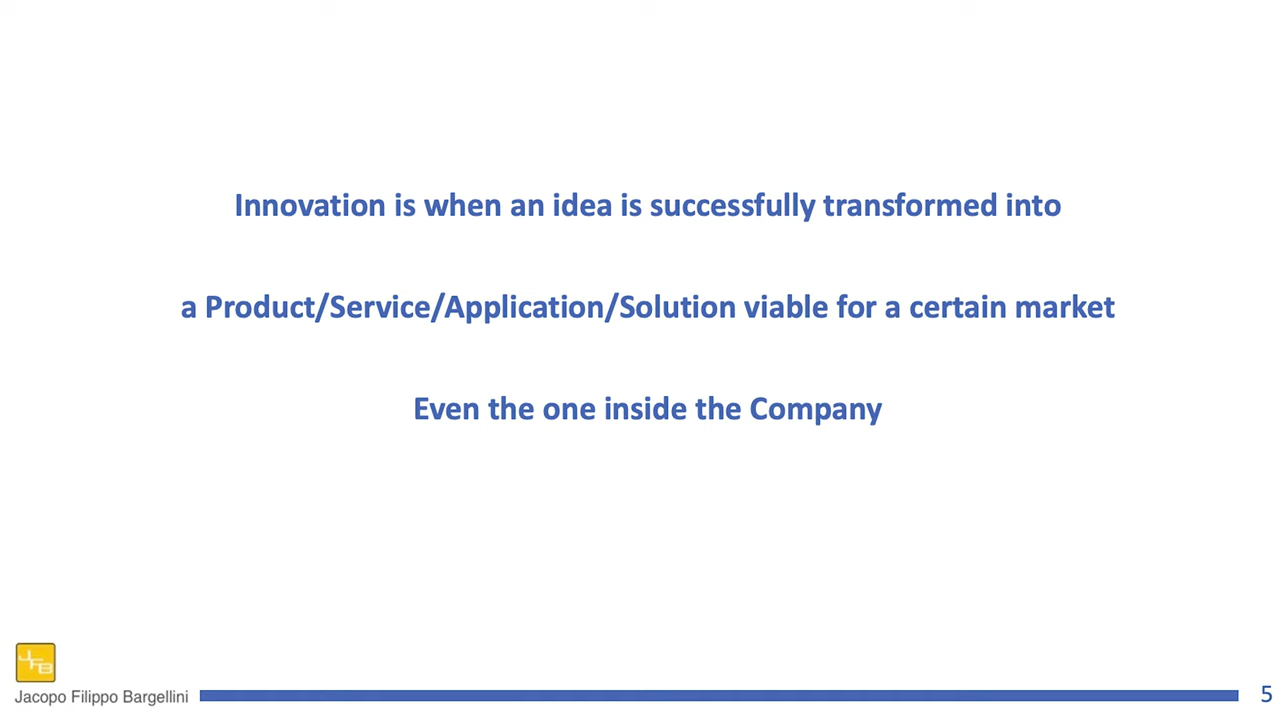 Innovation is when an idea is successfully transformed into
a Product/Service/Application/Solution viable for a certain market
Even the one inside the Company
JFB
Jacopo Filippo Bargellini
5